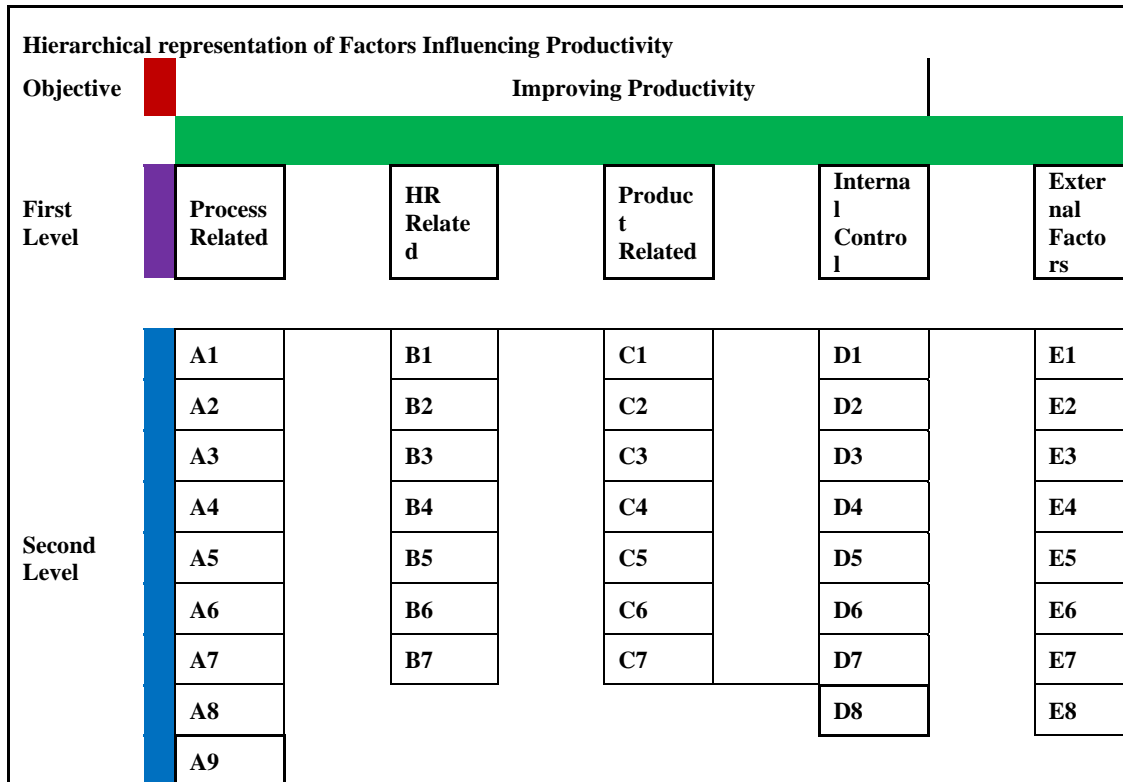 Hierarchical representation of Factors Influencing Productivity
Objective
Improving Productivity
First
Level
Process
Related
HR
Relate
d
Produc
t
Related
Interna
l
Contro
l
Exter
nal
Facto
rs
Second
Level
A1 B1 C1 D1 E1
A2 B2 C2 D2 E2
A3 B3 C3 D3 E3
A4 B4 C4 D4 E4
A5 B5 C5 D5 E5
A6 B6 C6 D6 E6
A7 B7 C7 D7 E7
A8 D8 E8
A9